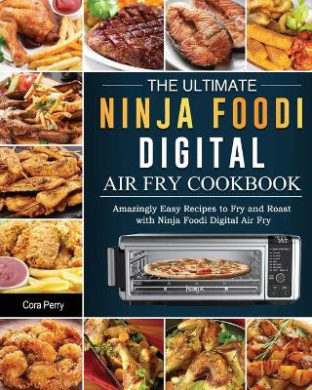 THE ULTIMATE
NINJA FOODI
DIGITAL
AIR FRY COOKBOOK
Amazingly Easy Recipes to Fry and Roast
with Ninja Foodi Digital Air Fry
NINJA
Cora Perry